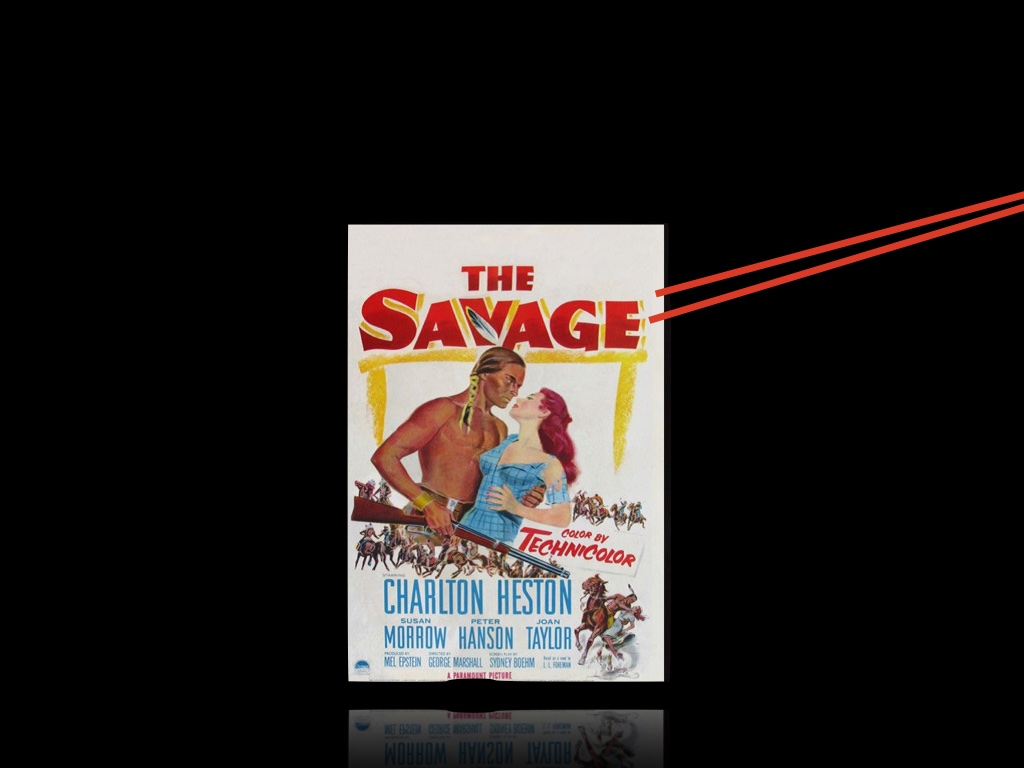 THE
SAVAGE
COLOR BY
TECHNICOLOR
STARRING
CHARLTON HESTON
SUSAN PETER JOAN
MORROW HANSON TAYLOR
PRODUCED BY DIRECTED BY SCREENPLAY BY Based on a novel by
MEL EPSTEIN GEORGE MARSHALL SYDNEY BOEHM L. L. FOREMAN
A PARAMOUNT PICTURE